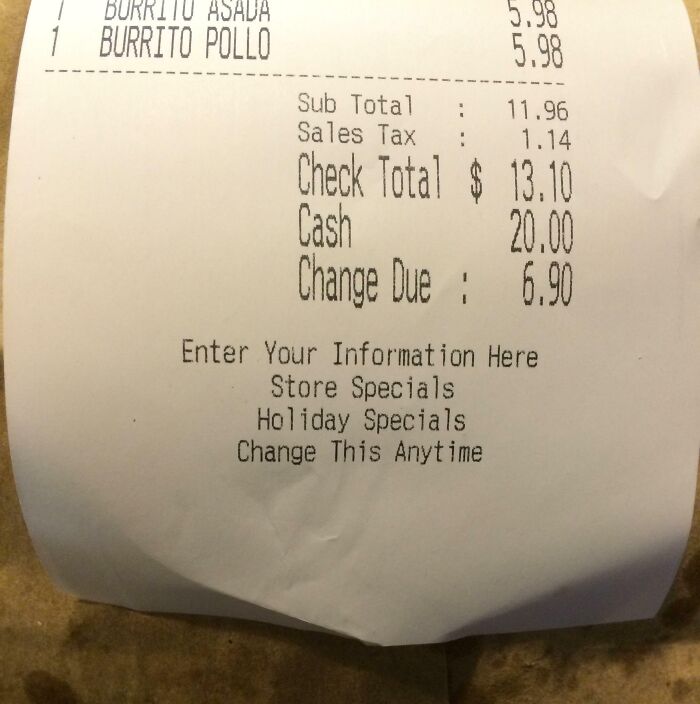 1 BURRITO ASADA 5.98
1 BURRITO POLLO 5.98
Sub Total : 11.96
Sales Tax : 1.14
Check Total $ 13.10
Cash 20.00
Change Due : 6.90
Enter Your Information Here
Store Specials
Holiday Specials
Change This Anytime